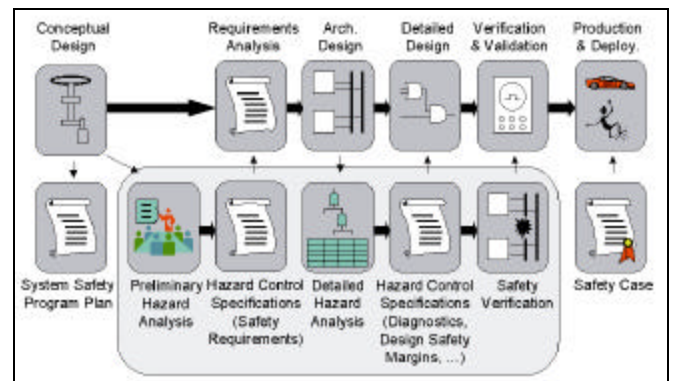 Conceptual
Design
Requirements
Analysis
Arch.
Design
Detailed
Design
Verification
& Validation
Production
& Deploy.
System Safety
Program Plan
Preliminary
Hazard
Analysis
Hazard Control
Specifications
(Safety
Requirements)
Detailed
Hazard
Analysis
Hazard Control
Specifications
(Diagnostics,
Design Safety
Margins, ...)
Safety
Verification
Safety Case